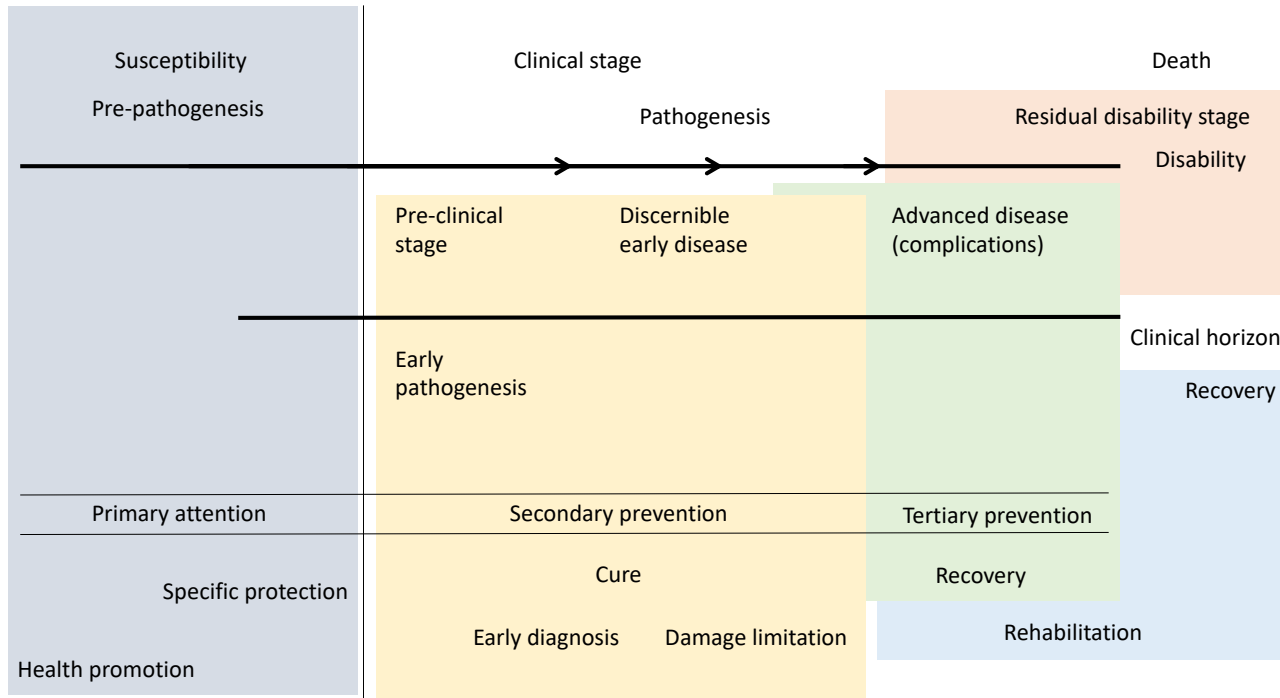 Susceptibility
Clinical stage
Death
Pre-pathogenesis
Pathogenesis
Residual disability stage
Disability
Pre-clinical
stage
Discernible
early disease
Advanced disease
(complications)
Clinical horizon
Early
pathogenesis
Recovery
Primary attention
Secondary prevention
Tertiary prevention
Specific protection
Cure
Recovery
Early diagnosis
Damage limitation
Rehabilitation
Health promotion